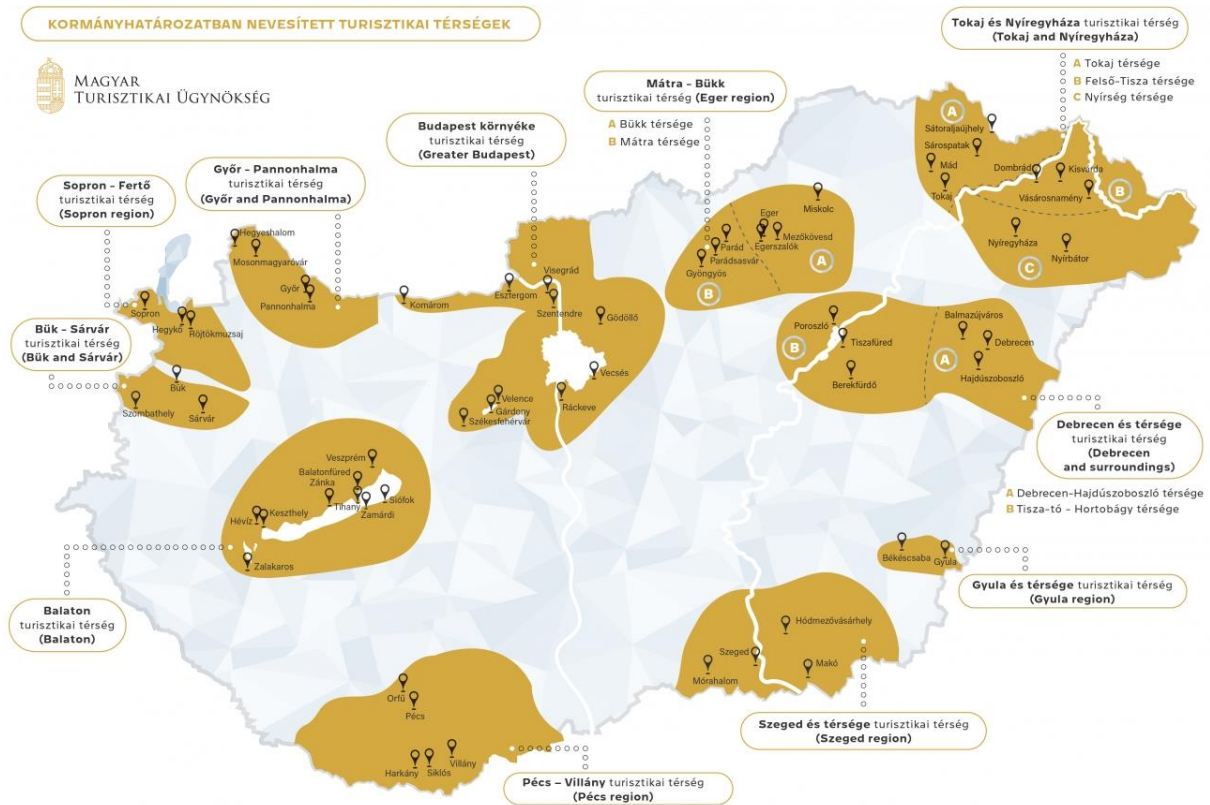 KORMÁNYHATÁROZATBAN NEVESÍTETT TURISZTIKAI TÉRSÉGEK
MAGYAR
TURISZTIKAI ÜGYNÖKSÉG
Tokaj és Nyíregyháza turisztikai térség
(Tokaj and Nyíregyháza)
A Tokaj térsége
B Felső-Tisza térsége
C Nyírség térsége
Mátra - Bükk
turisztikai térség (Eger region)
A Bükk térsége
B Mátra térsége
Budapest környéke
turisztikai térség
(Greater Budapest)
Győr - Pannonhalma
turisztikai térség
(Győr and Pannonhalma)
Sopron - Fertő
turisztikai térség
(Sopron region)
Bük - Sárvár
turisztikai térség
(Bük and Sárvár)
A
Sátoraljaújhely
Sárospatak
Mád
Tokaj
Dombrád
Kisvárda
Vásárosnamény
B
Nyíregyháza
Nyírbátor
C
Miskolc
Eger
Egerszalók
Mezőkövesd
Parád
Parádsasvár
Gyöngyös
A
B
Hegyeshalom
Mosonmagyaróvár
Győr
Pannonhalma
Komárom
Esztergom
Visegrád
Szentendre
Gödöllő
Vecsés
Ráckeve
Velence
Gárdony
Székesfehérvár
Sopron
Hegykő
Röjtökmuzsaj
Bük
Szombathely
Sárvár
Poroszló
Tiszafüred
Berekfürdő
B
Balmazújváros
Debrecen
Hajdúszoboszló
A
Debrecen és térsége
turisztikai térség
(Debrecen
and surroundings)
A Debrecen-Hajdúszoboszló térsége
B Tisza-tó - Hortobágy térsége
Veszprém
Balatonfüred
Zánka
Tihany
Siófok
Zamárdi
Keszthely
Hévíz
Zalakaros
Balaton
turisztikai térség
(Balaton)
Békéscsaba
Gyula
Gyula és térsége turisztikai térség
(Gyula region)
Hódmezővásárhely
Szeged
Makó
Mórahalom
Szeged és térsége turisztikai térség
(Szeged region)
Orfű
Pécs
Harkány
Siklós
Villány
Pécs – Villány turisztikai térség
(Pécs region)